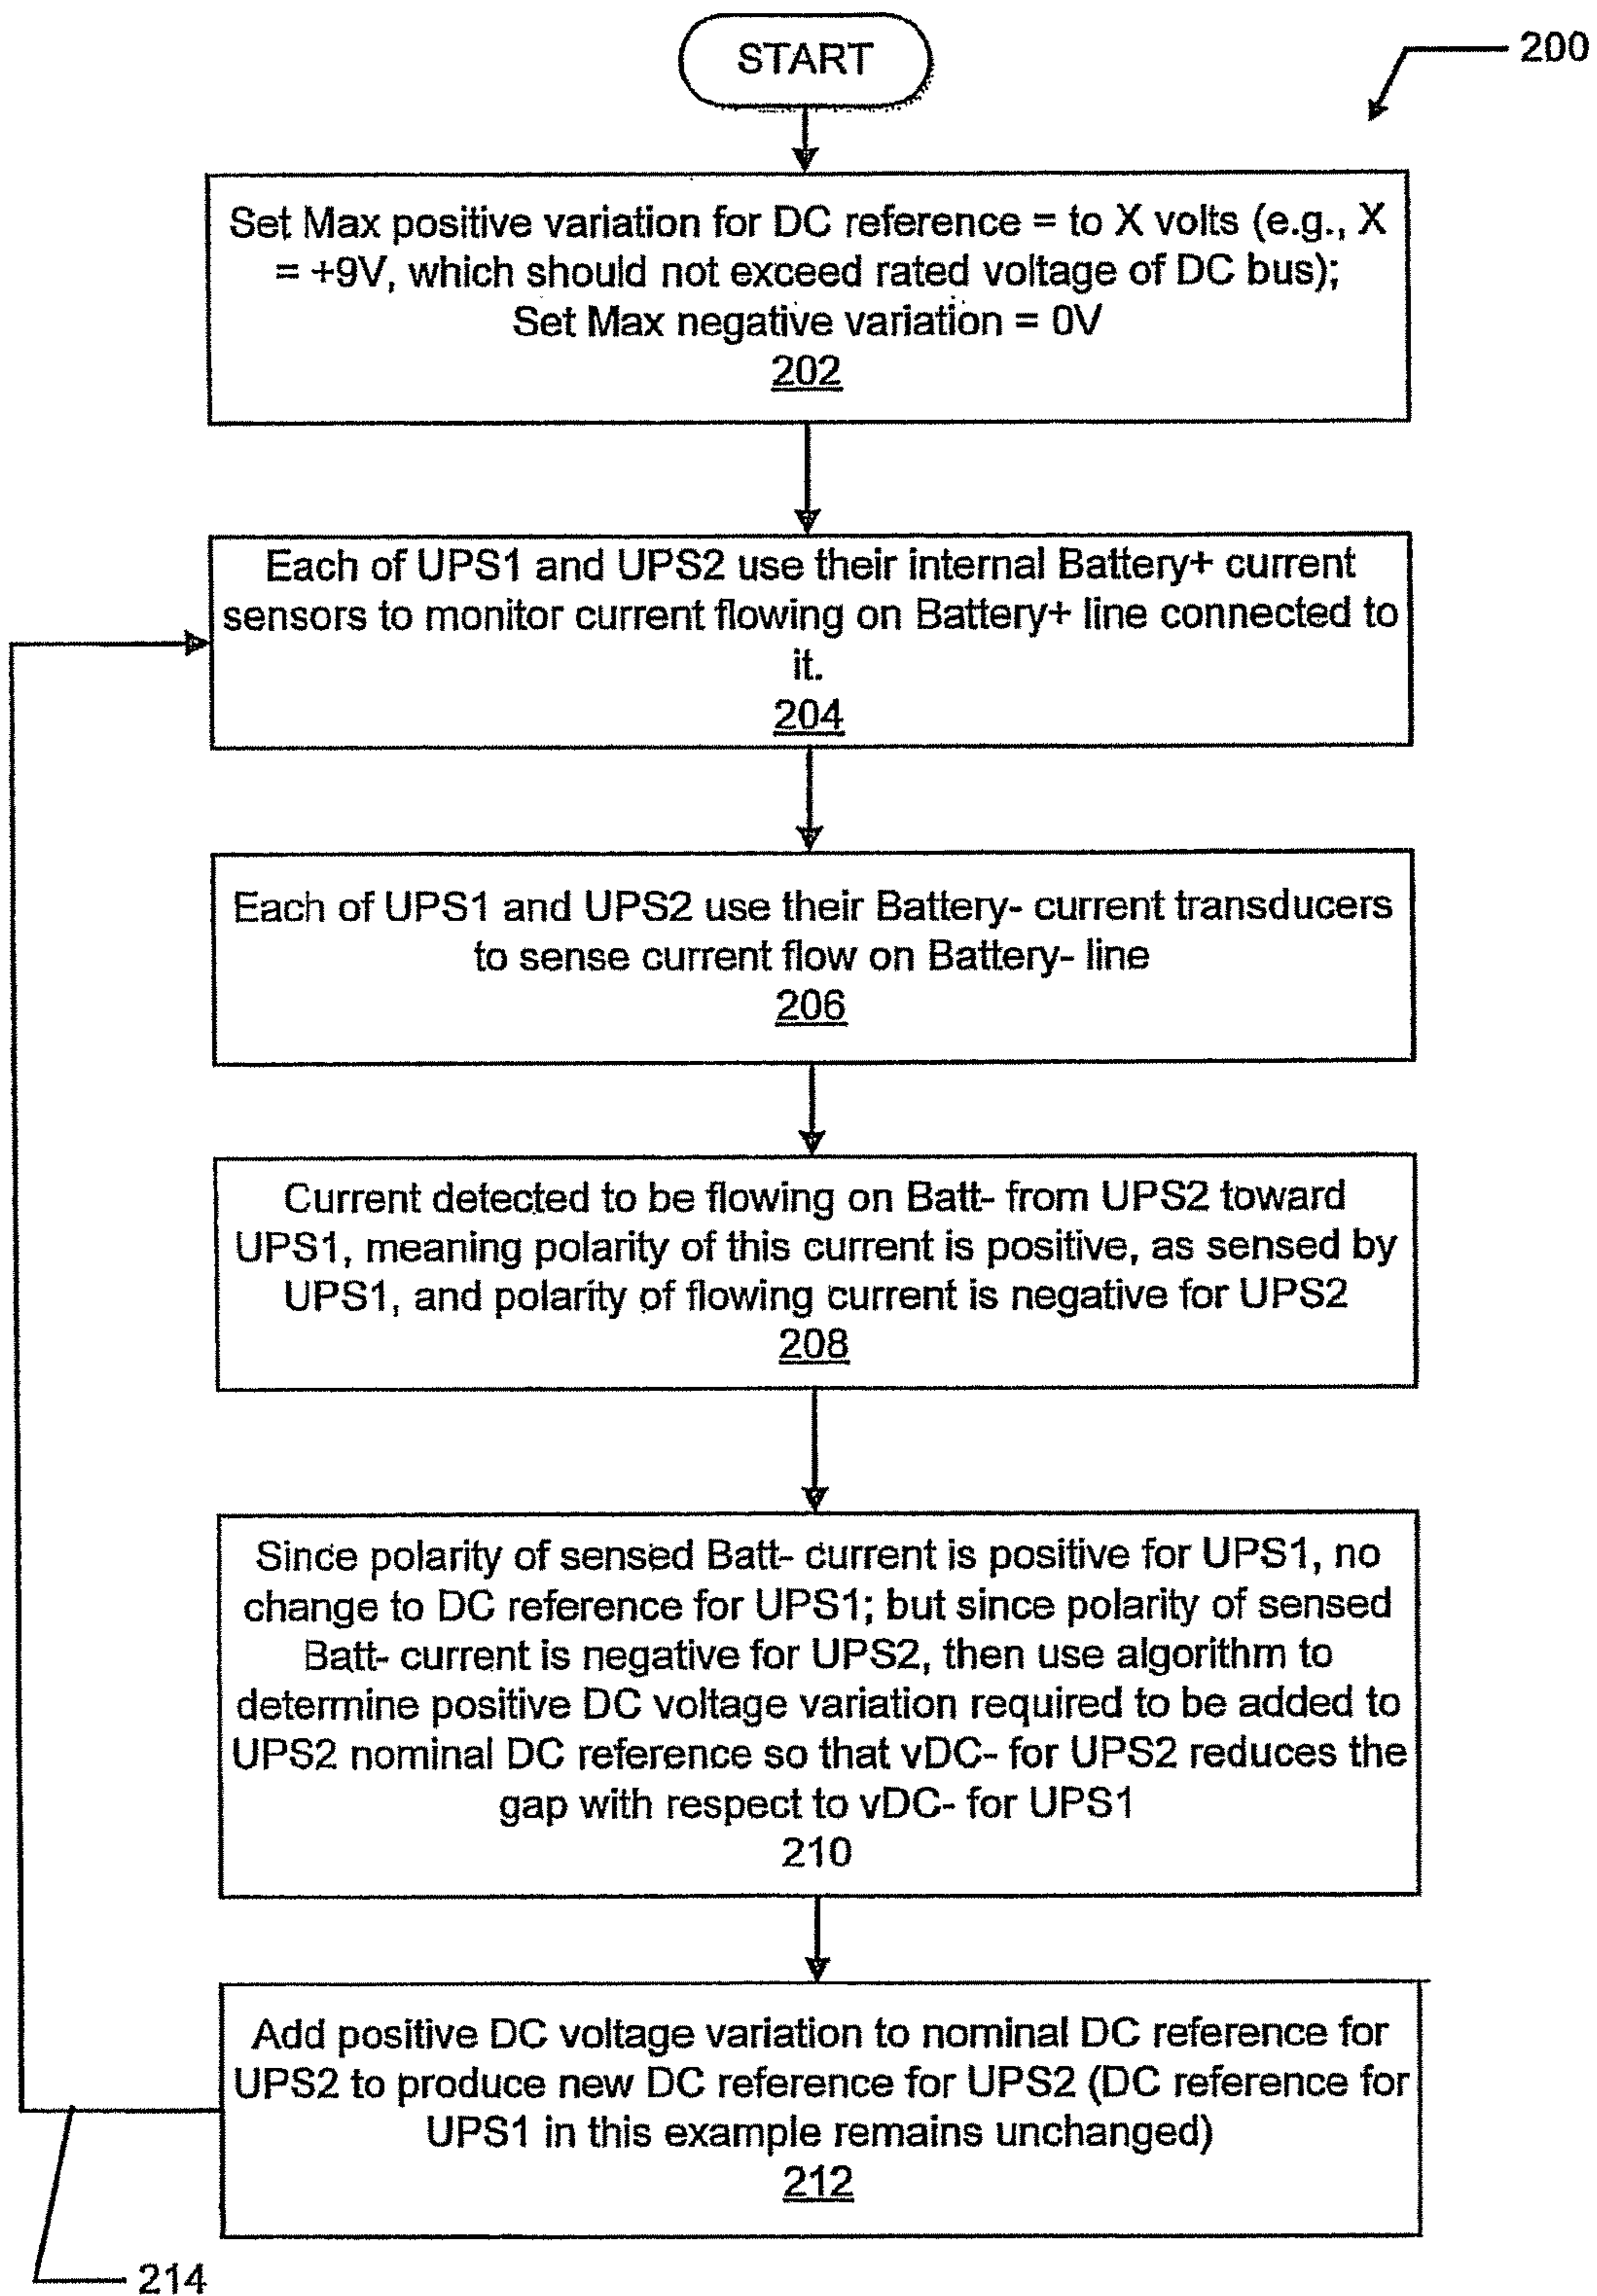 START
200
Set Max positive variation for DC reference = to X volts (e.g., X
= +9V, which should not exceed rated voltage of DC bus);
Set Max negative variation = 0V
202
Each of UPS1 and UPS2 use their internal Battery+ current
sensors to monitor current flowing on Battery+ line connected to
it.
204
Each of UPS1 and UPS2 use their Battery- current transducers
to sense current flow on Battery- line
206
Current detected to be flowing on Batt- from UPS2 toward
UPS1, meaning polarity of this current is positive, as sensed by
UPS1, and polarity of flowing current is negative for UPS2
208
Since polarity of sensed Batt- current is positive for UPS1, no
change to DC reference for UPS1; but since polarity of sensed
Batt- current is negative for UPS2, then use algorithm to
determine positive DC voltage variation required to be added to
UPS2 nominal DC reference so that vDC- for UPS2 reduces the
gap with respect to vDC- for UPS1
210
Add positive DC voltage variation to nominal DC reference for
UPS2 to produce new DC reference for UPS2 (DC reference for
UPS1 in this example remains unchanged)
212
214